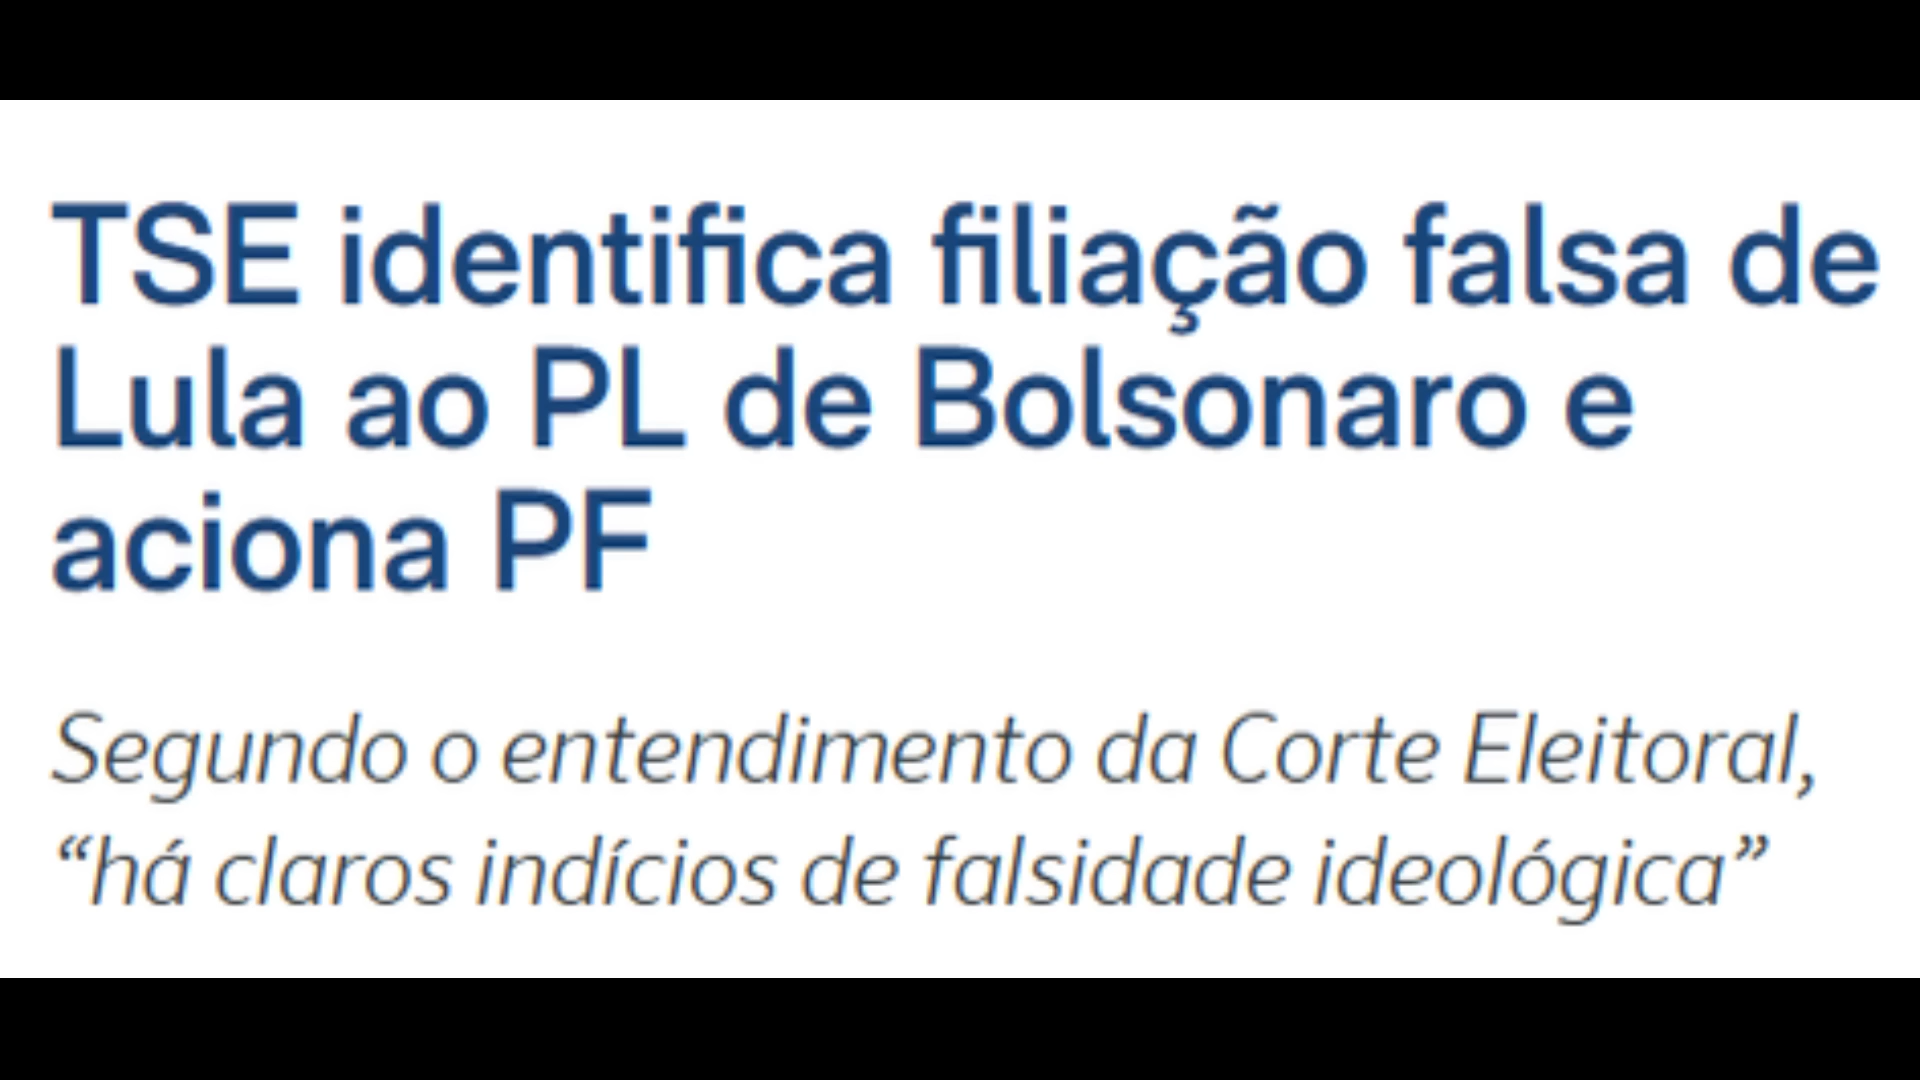 TSE identifica filiação falsa de
Lula ao PL de Bolsonaro e
aciona PF
Segundo o entendimento da Corte Eleitoral,
“há claros indícios de falsidade ideológica”